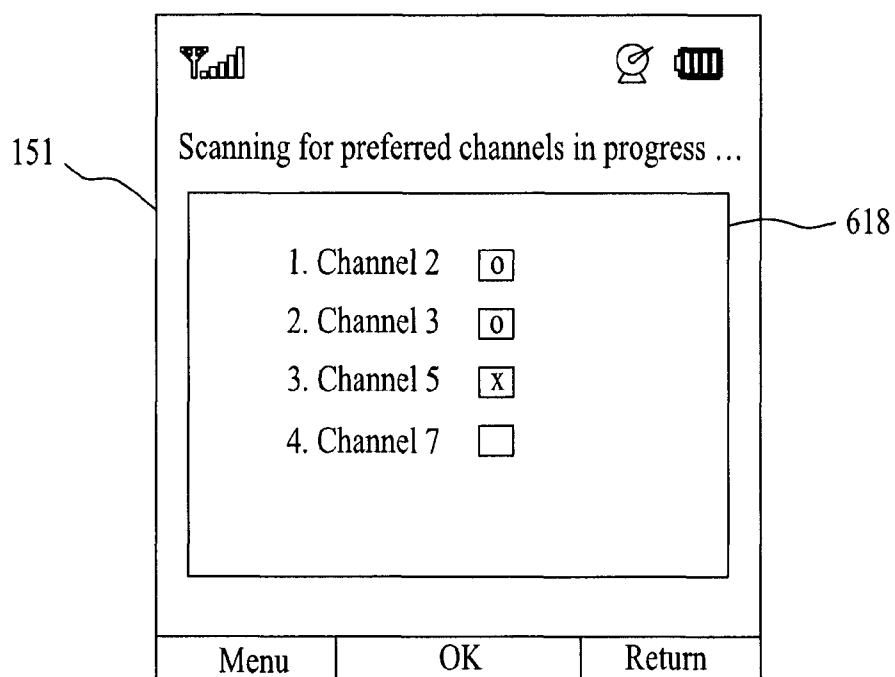 Scanning for preferred channels in progress ...
151
618
1. Channel 2 o
2. Channel 3 o
3. Channel 5 x
4. Channel 7
Menu OK Return